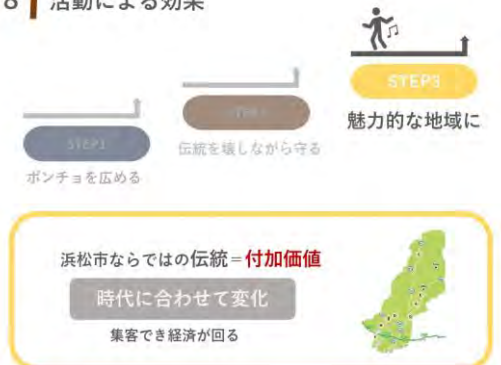 8 活動による効果
STEP3
魅力的な地域に
伝統を壊しながら守る
STEP1
ポンチョを広める
浜松市ならではの伝統=付加価値
時代に合わせて変化
集客でき経済が回る